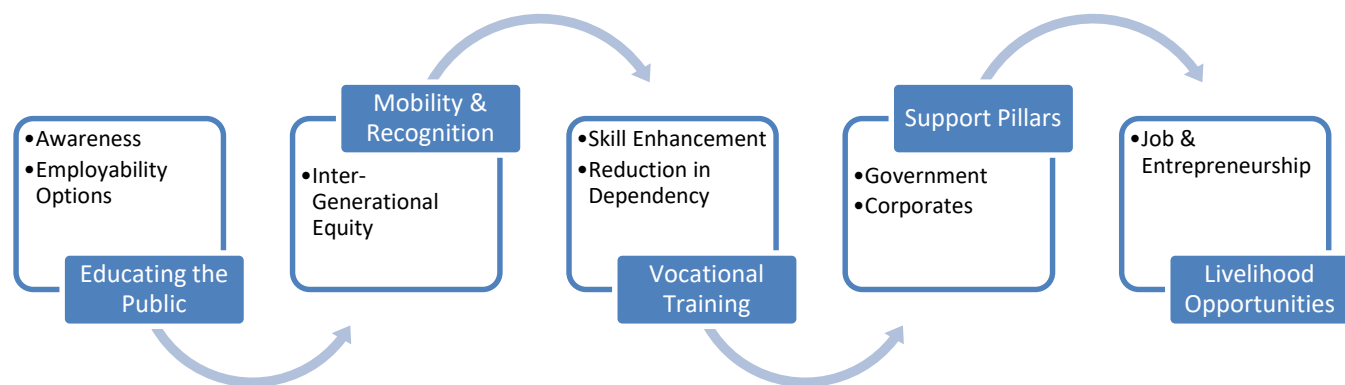 •Awareness
•Employability
Options
Educating the
Public
Mobility &
Recognition
•Inter-
Generational
Equity
•Skill Enhancement
•Reduction in
Dependency
Vocational
Training
Support Pillars
•Government
•Corporates
•Job &
Entrepreneurship
Livelihood
Opportunities